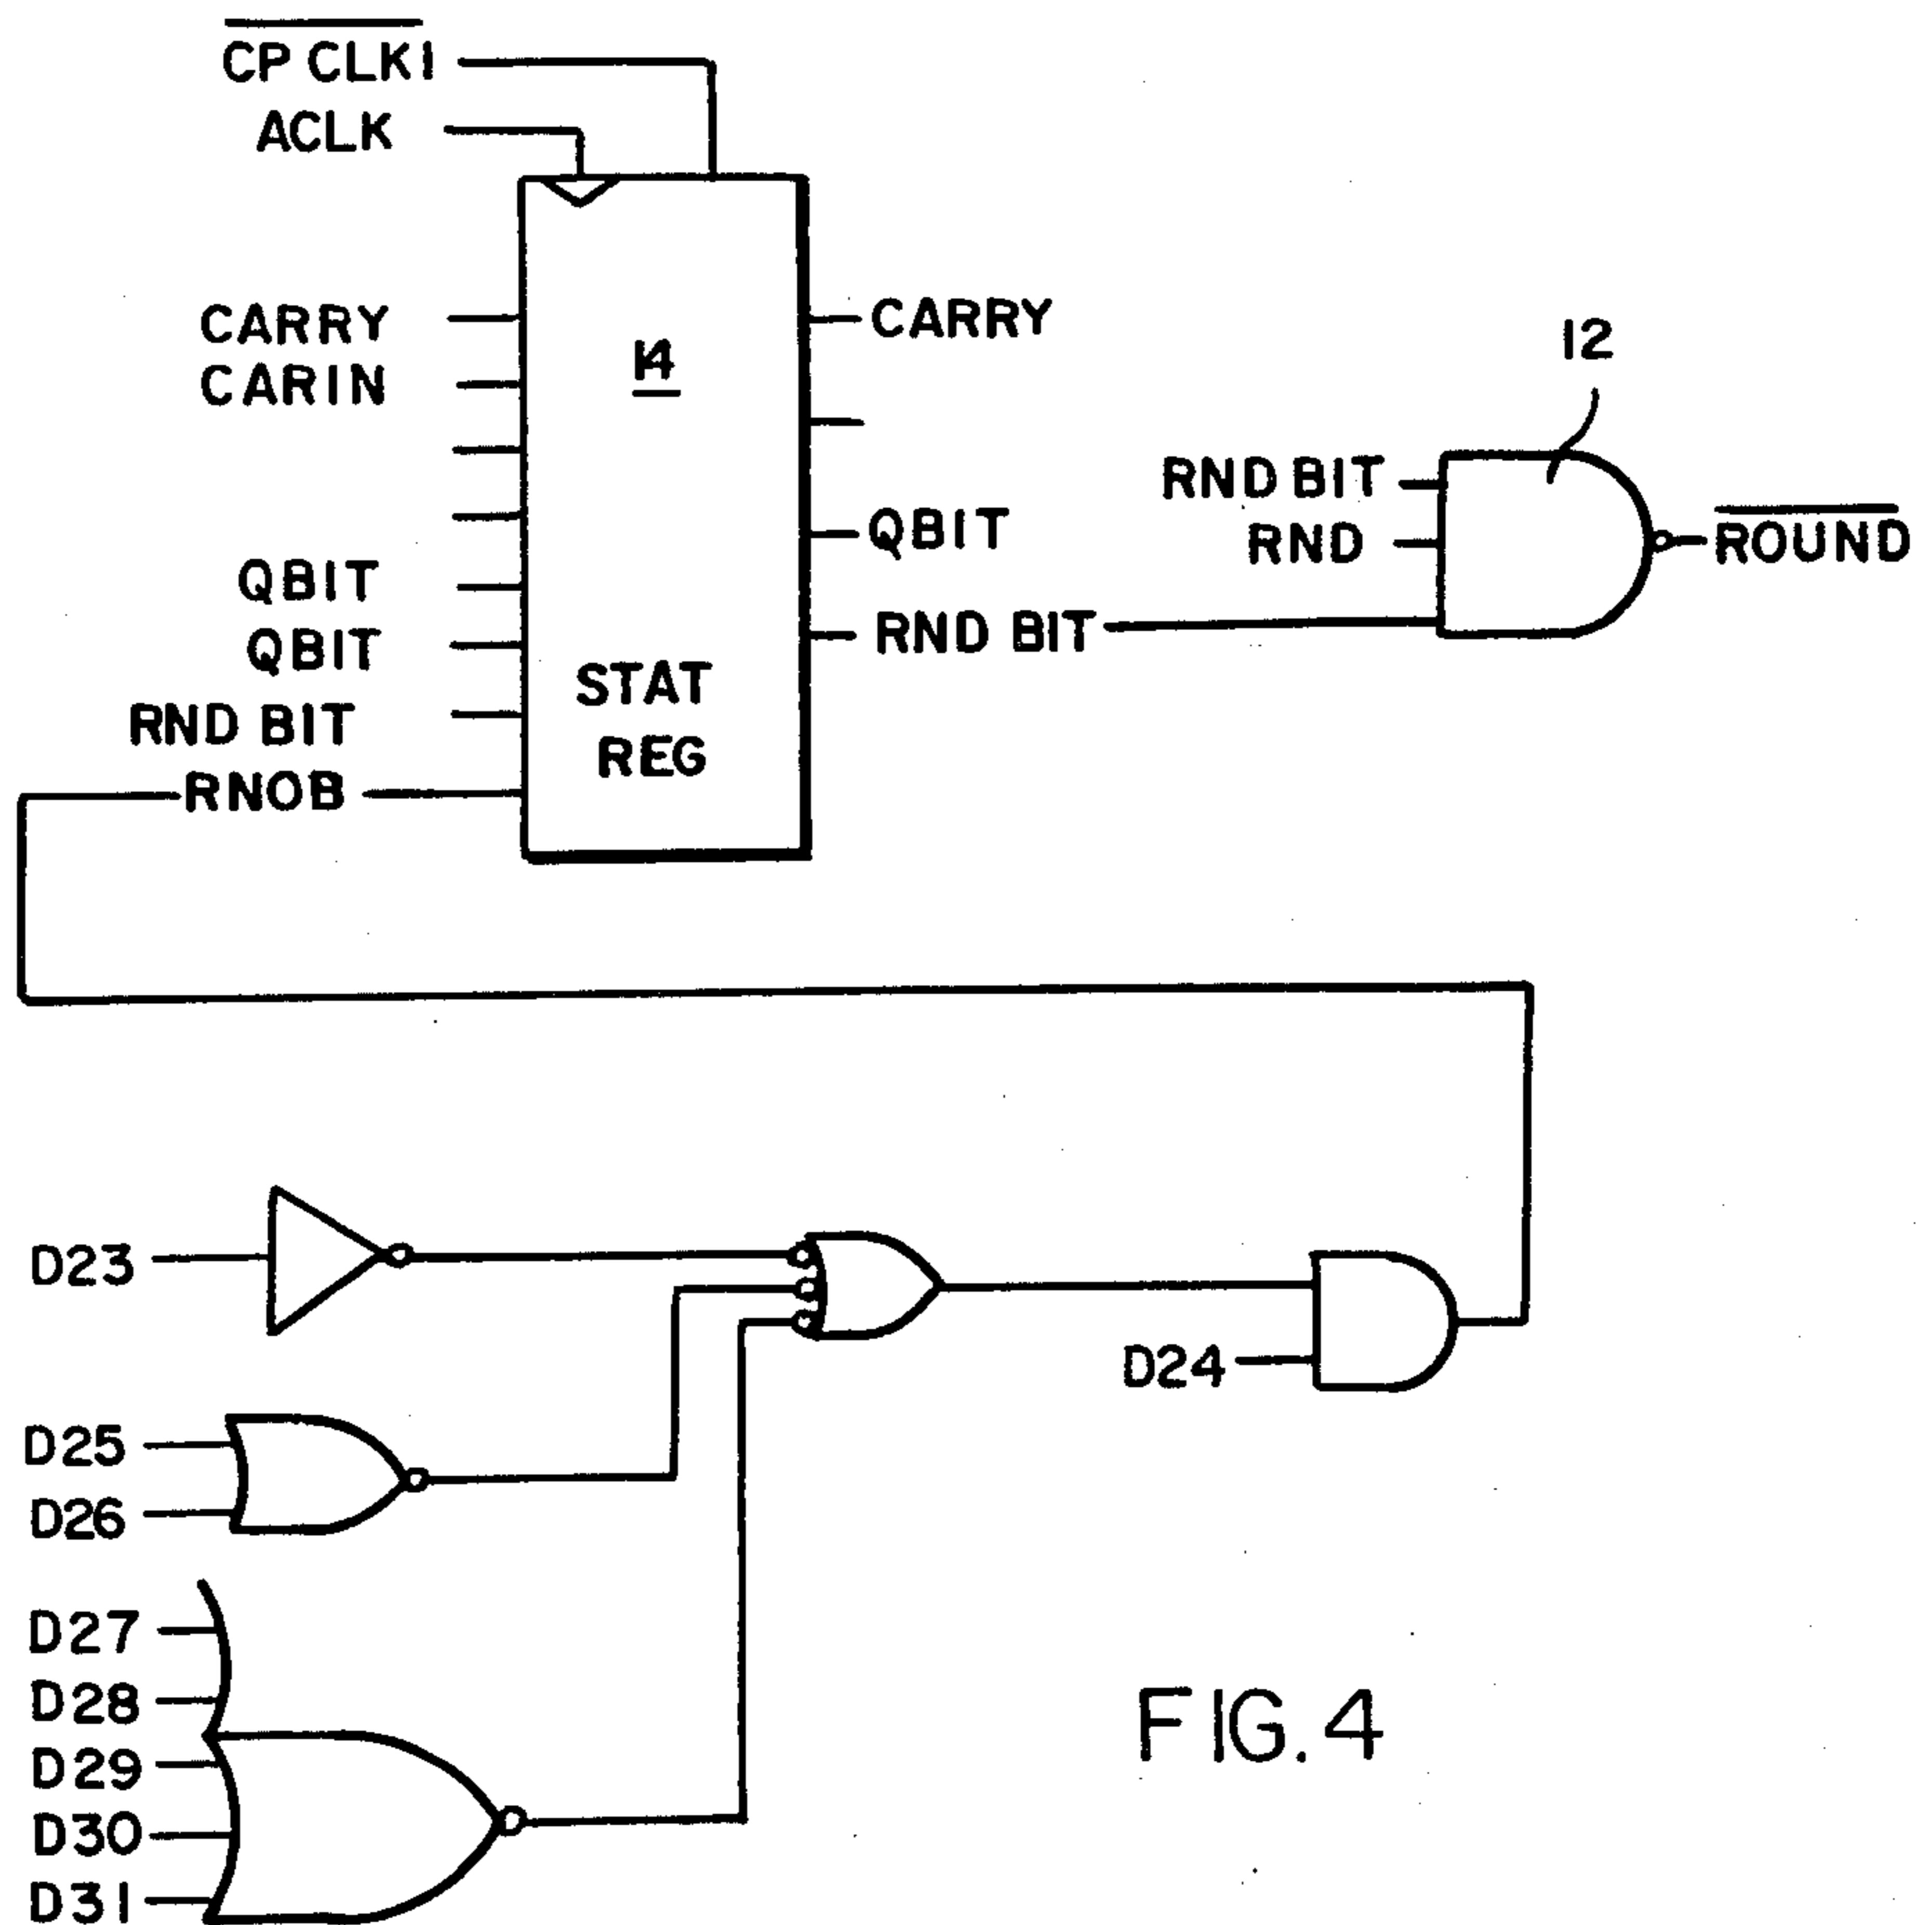 CP CLK1
ACLK
CARRY
CARIN
QBIT
QBIT
RND BIT
RNOB
14
STAT
REG
CARRY
QBIT
RND BIT
12
RND BIT
RND
ROUND
D23
D24
D25
D26
D27
D28
D29
D30
D31
FIG. 4